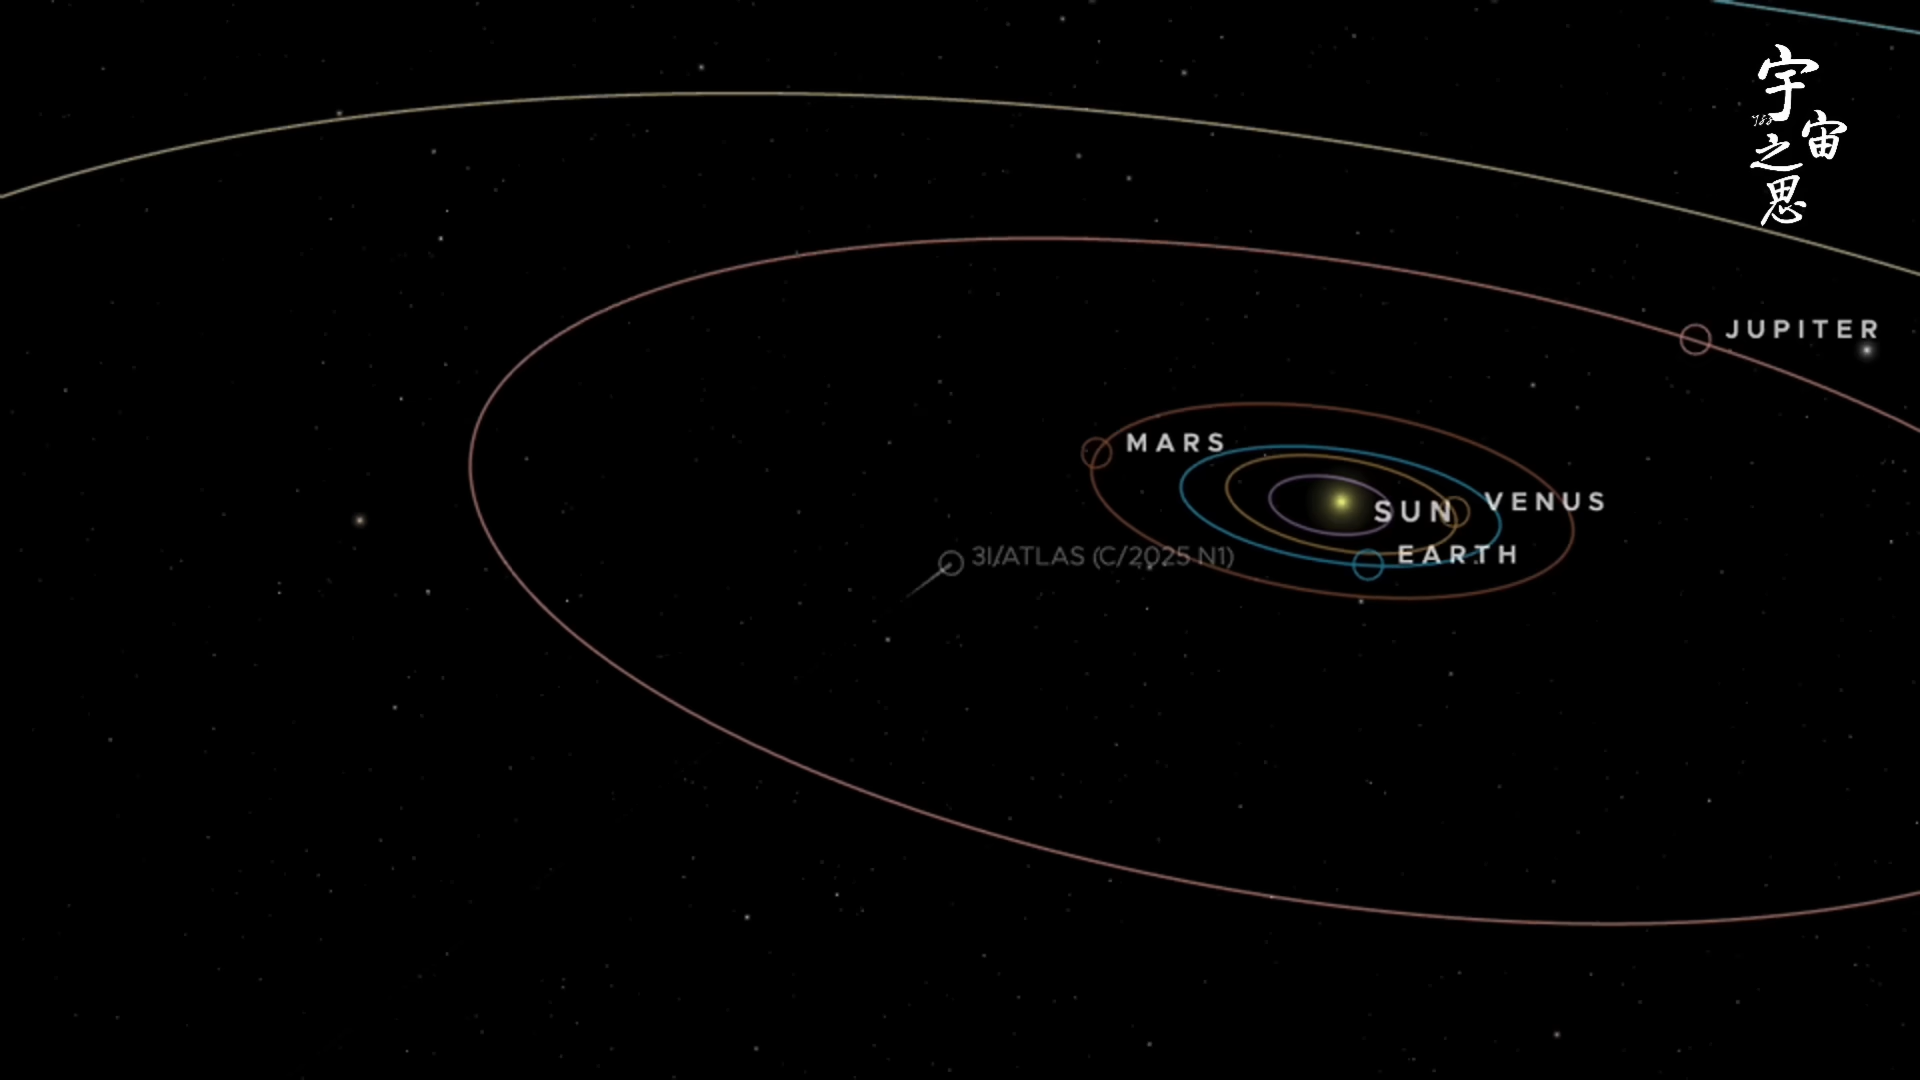 宇宙之思
JUPITER
MARS
SUN
VENUS
EARTH
3I/ATLAS (C/2025 N1)